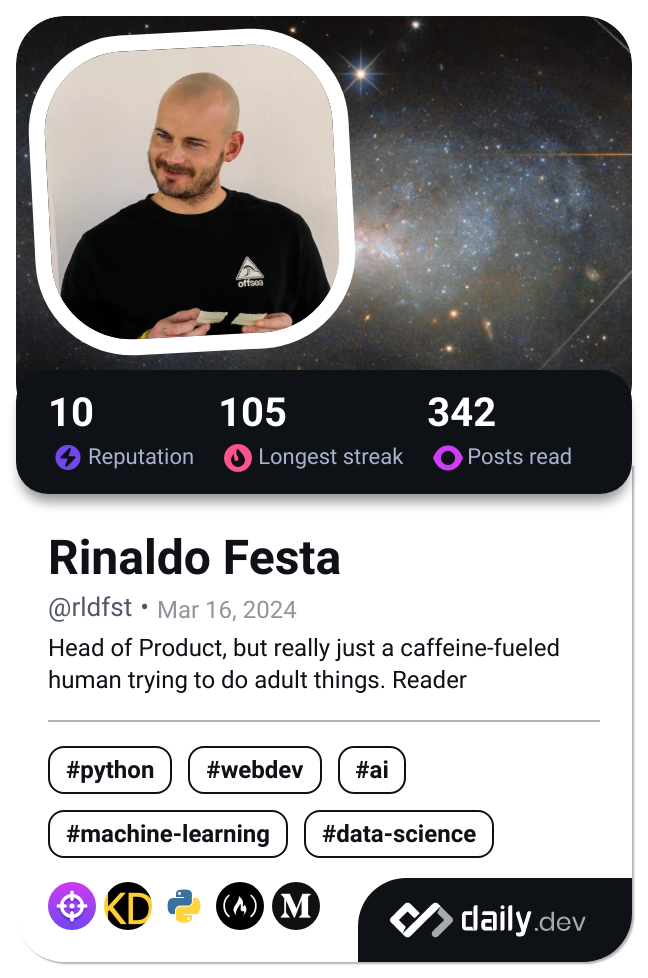 offsea
10 105 342
Reputation Longest streak Posts read
Rinaldo Festa
@rldfst • Mar 16, 2024
Head of Product, but really just a caffeine-fueled
human trying to do adult things. Reader
#python #webdev #ai
#machine-learning #data-science
KD M
daily.dev